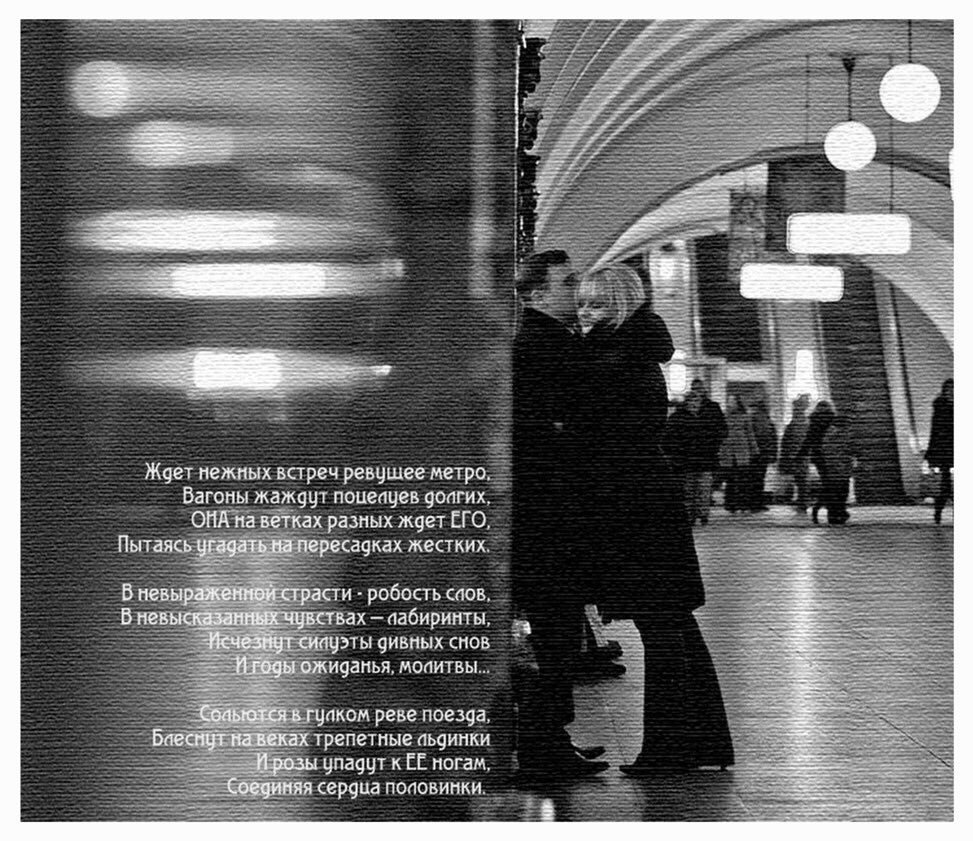 Ждет нежных встреч ревущее метро,
Вагоны жаждут поцелуев долгих,
ОНА на ветках разных ждет ЕГО,
Пытаясь угадать на пересадках жестких.
В невыраженной страсти - робость слов,
В невысказанных чувствах – лабиринты,
Исчезнут силуэты дивных снов
И годы ожиданья, молитвы...
Сольются в гулком реве поезда,
Блеснут на веках трепетные льдинки
И розы упадут к ЕЕ ногам,
Соединяя сердца половинки.